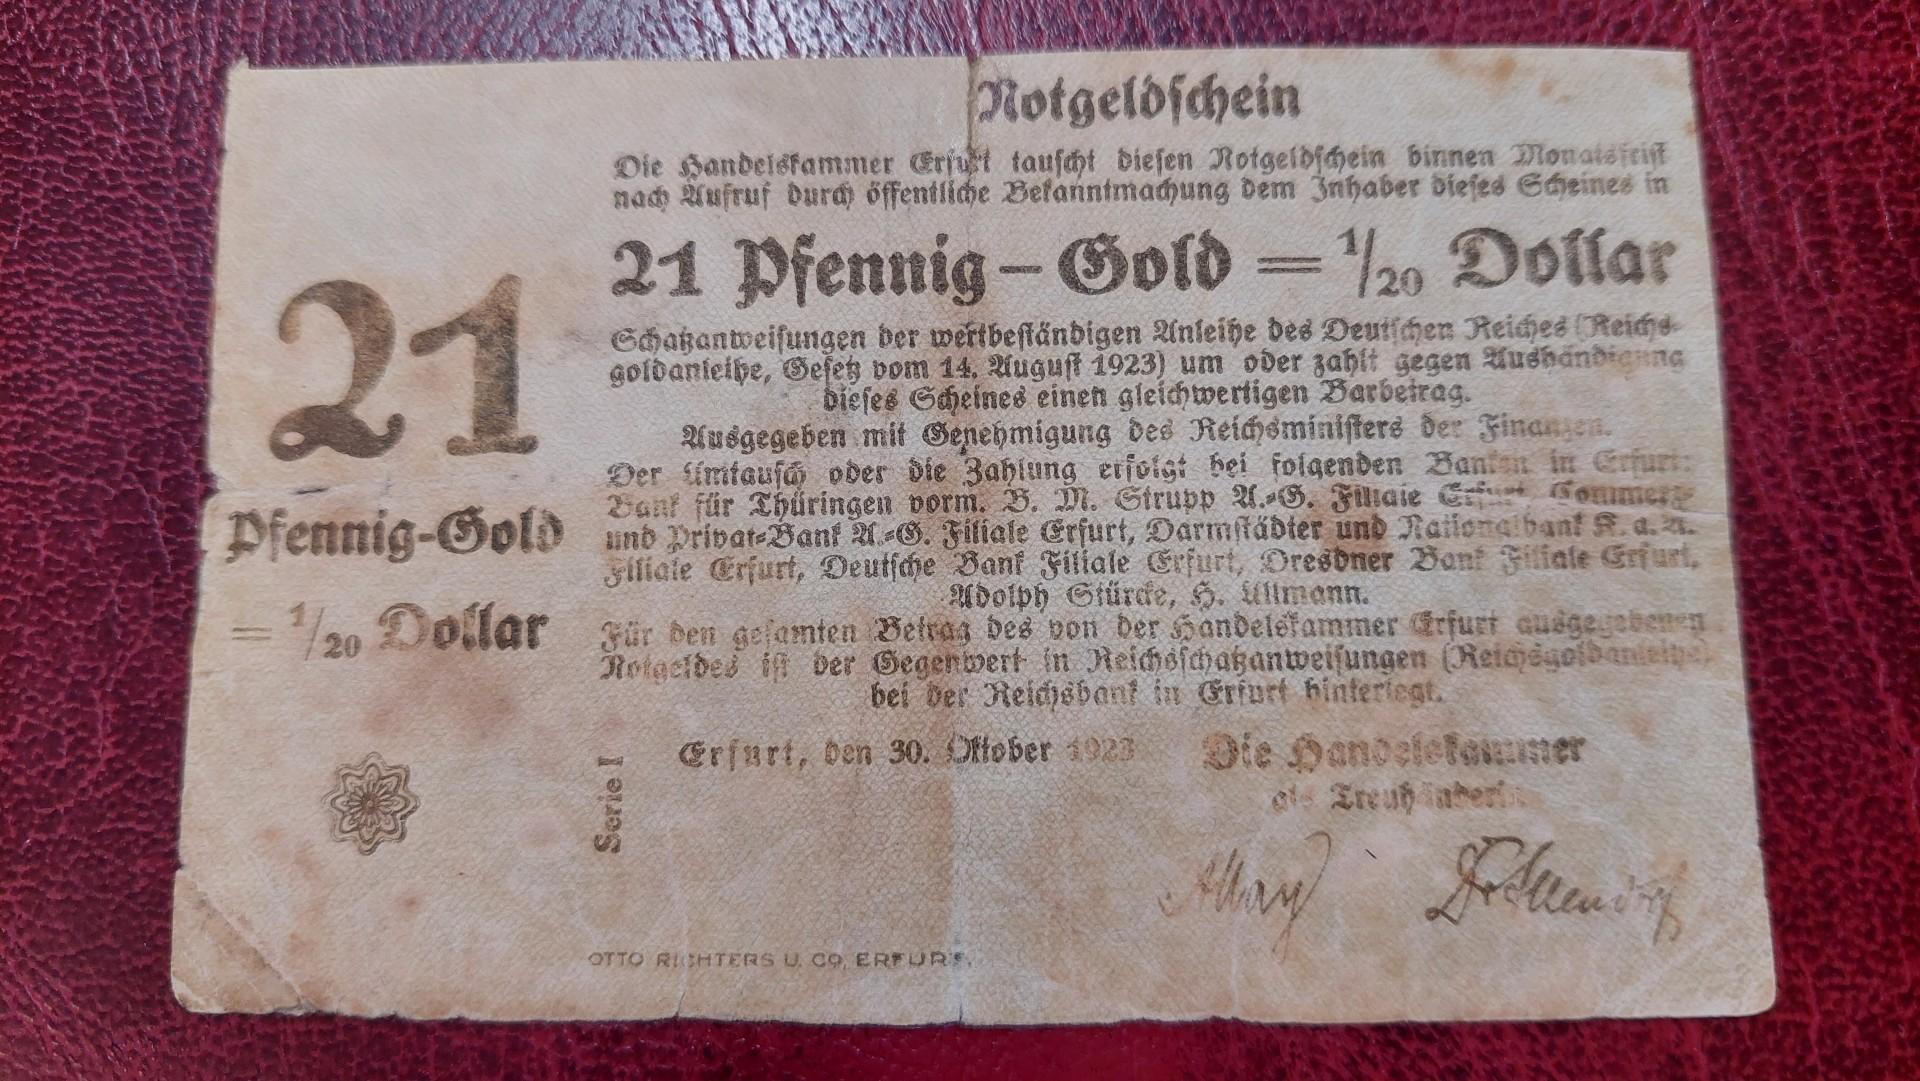 Notgeldschein
Die Handelskammer Erfurt tauscht diesen Notgeldschein binnen Monatsfrist
nach Aufruf durch öffentliche Bekanntmachung dem Inhaber dieses Scheines in
21 Pfennig-Gold = 1/20 Dollar
Schatzanweisungen der wertbeständigen Anleihe des Deutschen Reiches (Reichs-
goldanleihe, Gesetz vom 14. August 1923) um oder zahlt gegen Aushändigung
dieses Scheines einen gleichwertigen Barbetrag.
Ausgegeben mit Genehmigung des Reichsministers der Finanzen.
Der Umtausch oder die Zahlung erfolgt bei folgenden Banken in Erfurt:
Bank für Thüringen vorm. B. M. Strupp A.-G. Filiale Erfurt, Commerz-
und Privat-Bank A.-G. Filiale Erfurt, Darmstädter und Nationalbank K. a. A.
Filiale Erfurt, Deutsche Bank Filiale Erfurt, Dresdner Bank Filiale Erfurt,
Adolph Stürcke, H. Ullmann.
Für den gesamten Betrag des von der Handelskammer Erfurt ausgegebenen
Notgeldes ist der Gegenwert in Reichsschatzanweisungen (Reichsgoldanleihe)
bei der Reichsbank in Erfurt hinterlegt.
Erfurt, den 30. Oktober 1923
Die Handelskammer
als Treuhänderin
21
Pfennig-Gold
= 1/20 Dollar
Serie I
OTTO RICHTERS U. CO, ERFURT.